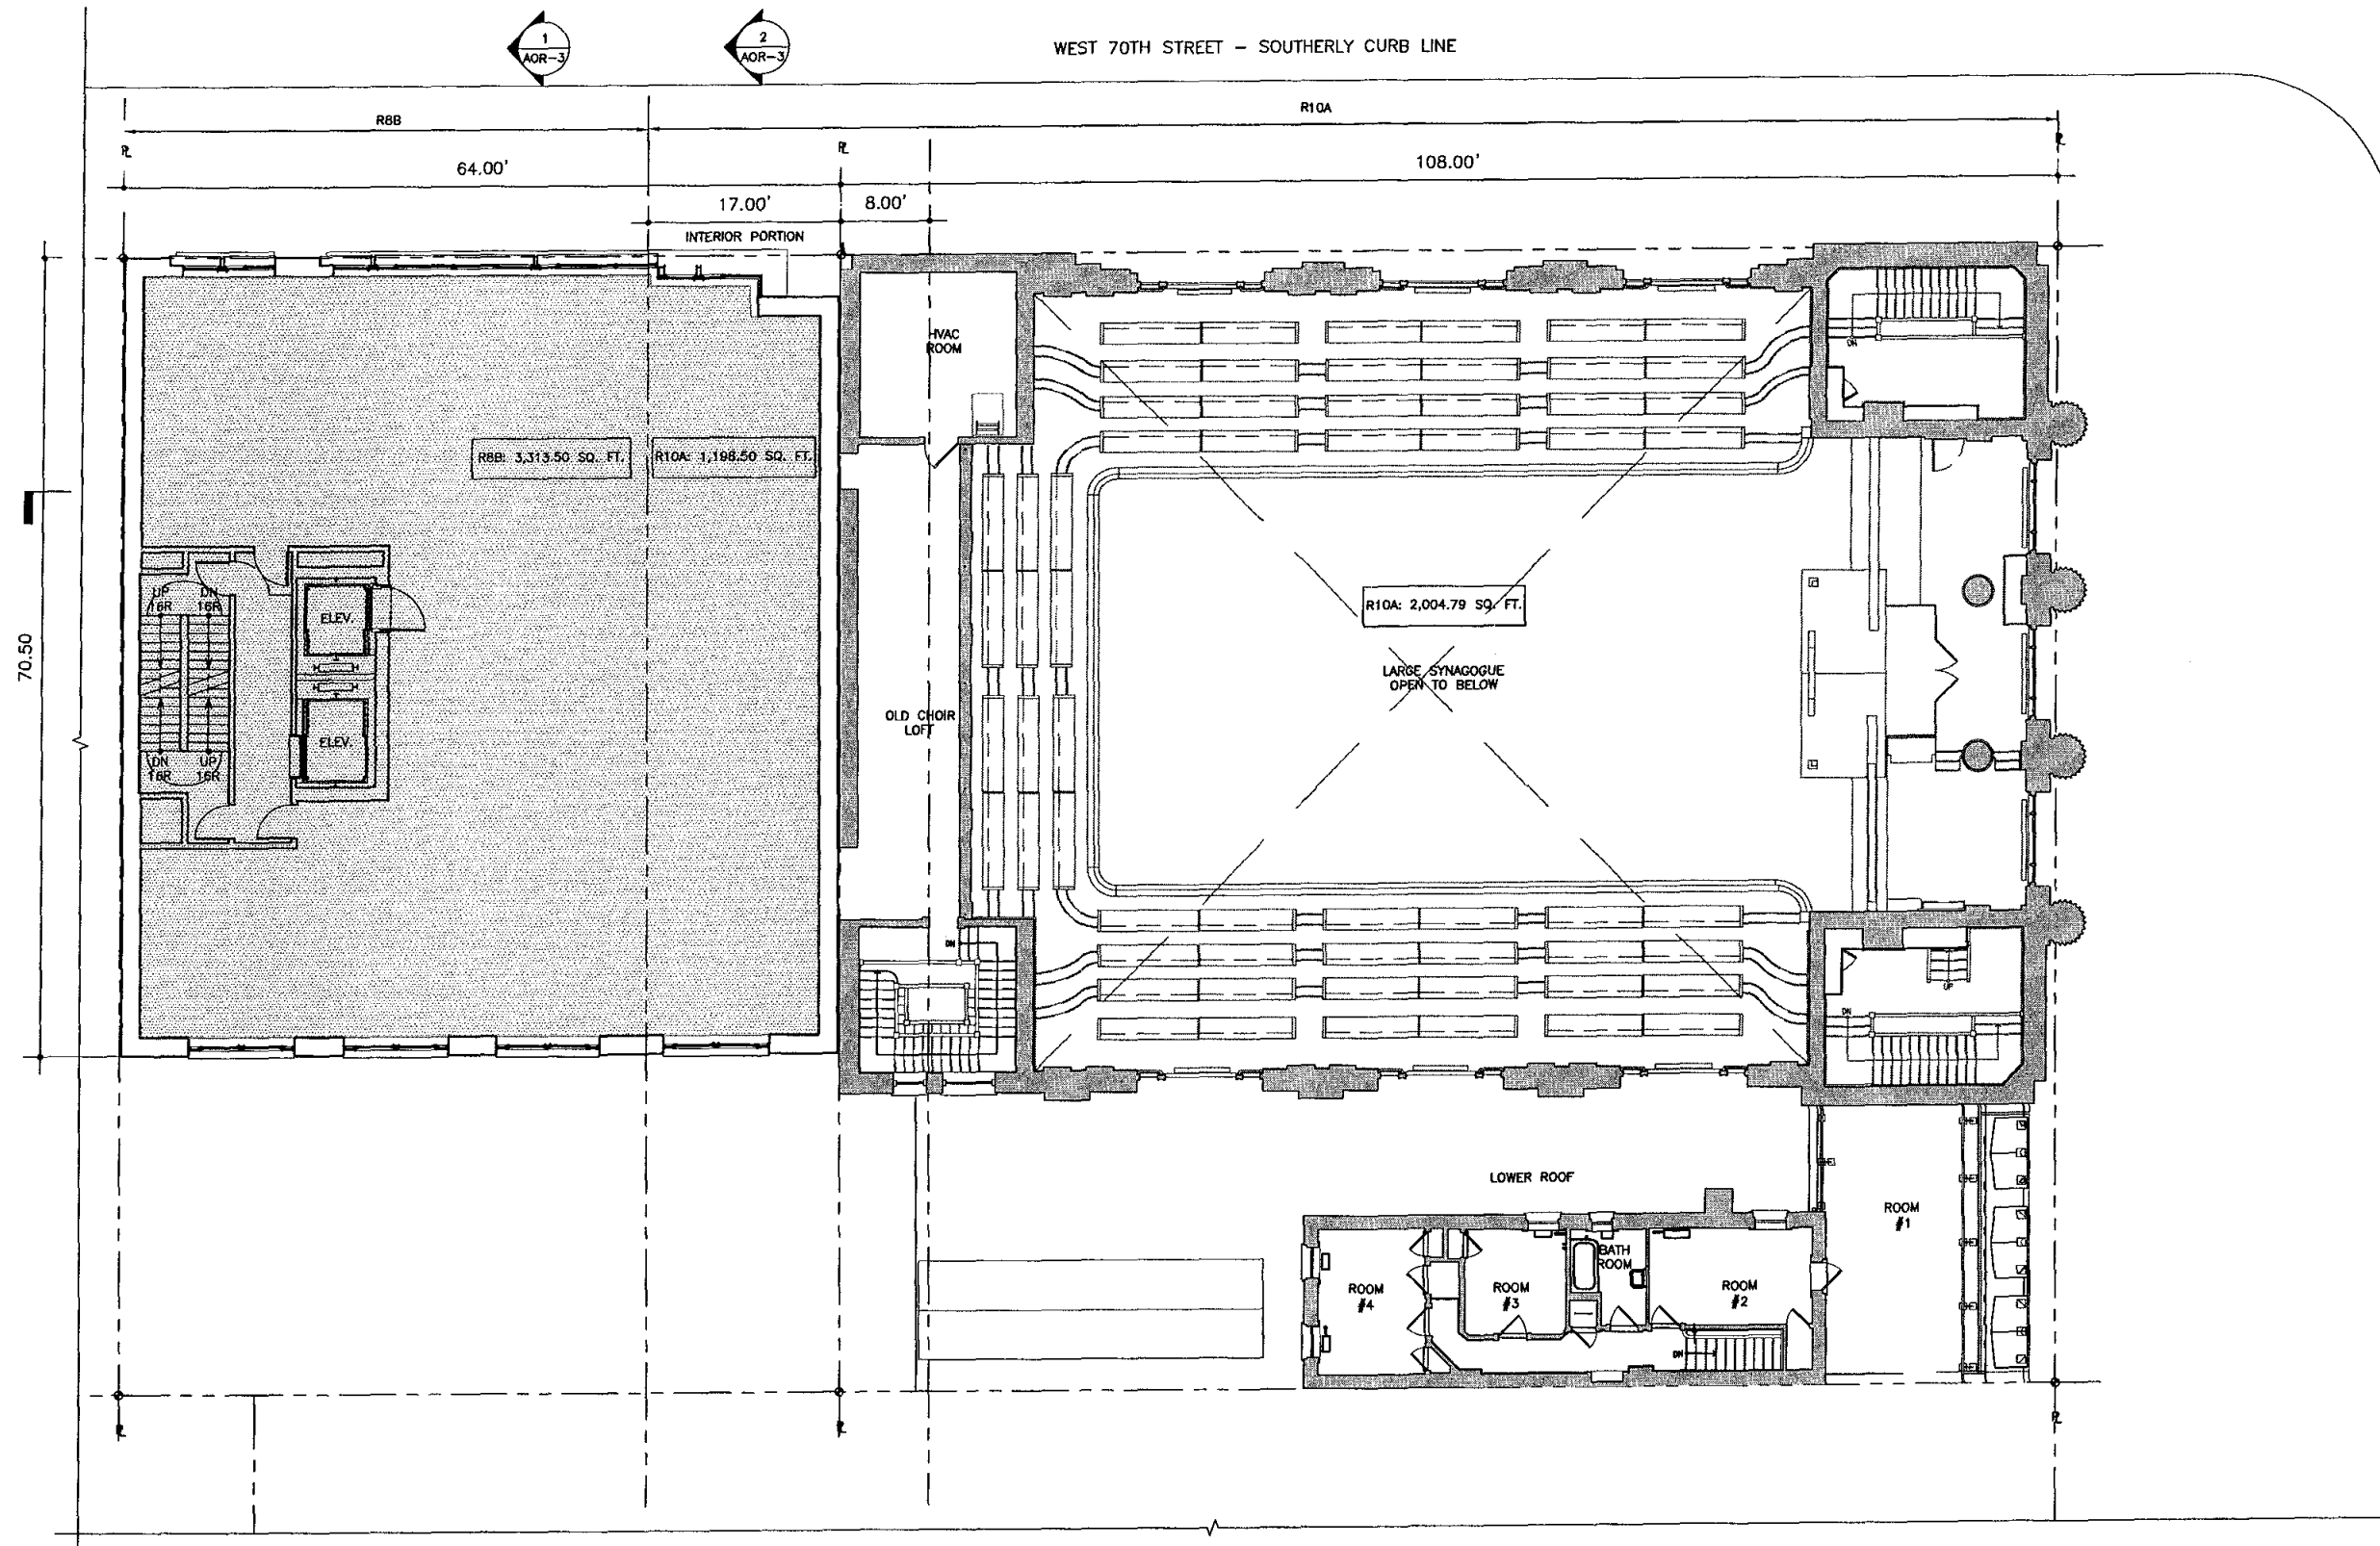 1
AOR-3
2
AOR-3
WEST 70TH STREET – SOUTHERLY CURB LINE
R8B
R10A
64.00'
108.00'
17.00'
8.00'
INTERIOR PORTION
70.50
HVAC
ROOM
R8B: 3,313.50 SQ. FT.
R10A: 1,198.50 SQ. FT.
UP
16R
DN
16R
ELEV.
ELEV.
DN
16R
UP
16R
R10A: 2,004.79 SQ. FT.
LARGE SYNAGOGUE
OPEN TO BELOW
OLD CHOIR
LOFT
DN
DN
DN
UP
LOWER ROOF
ROOM
#1
ROOM
#4
ROOM
#3
BATH
ROOM
ROOM
#2
DN